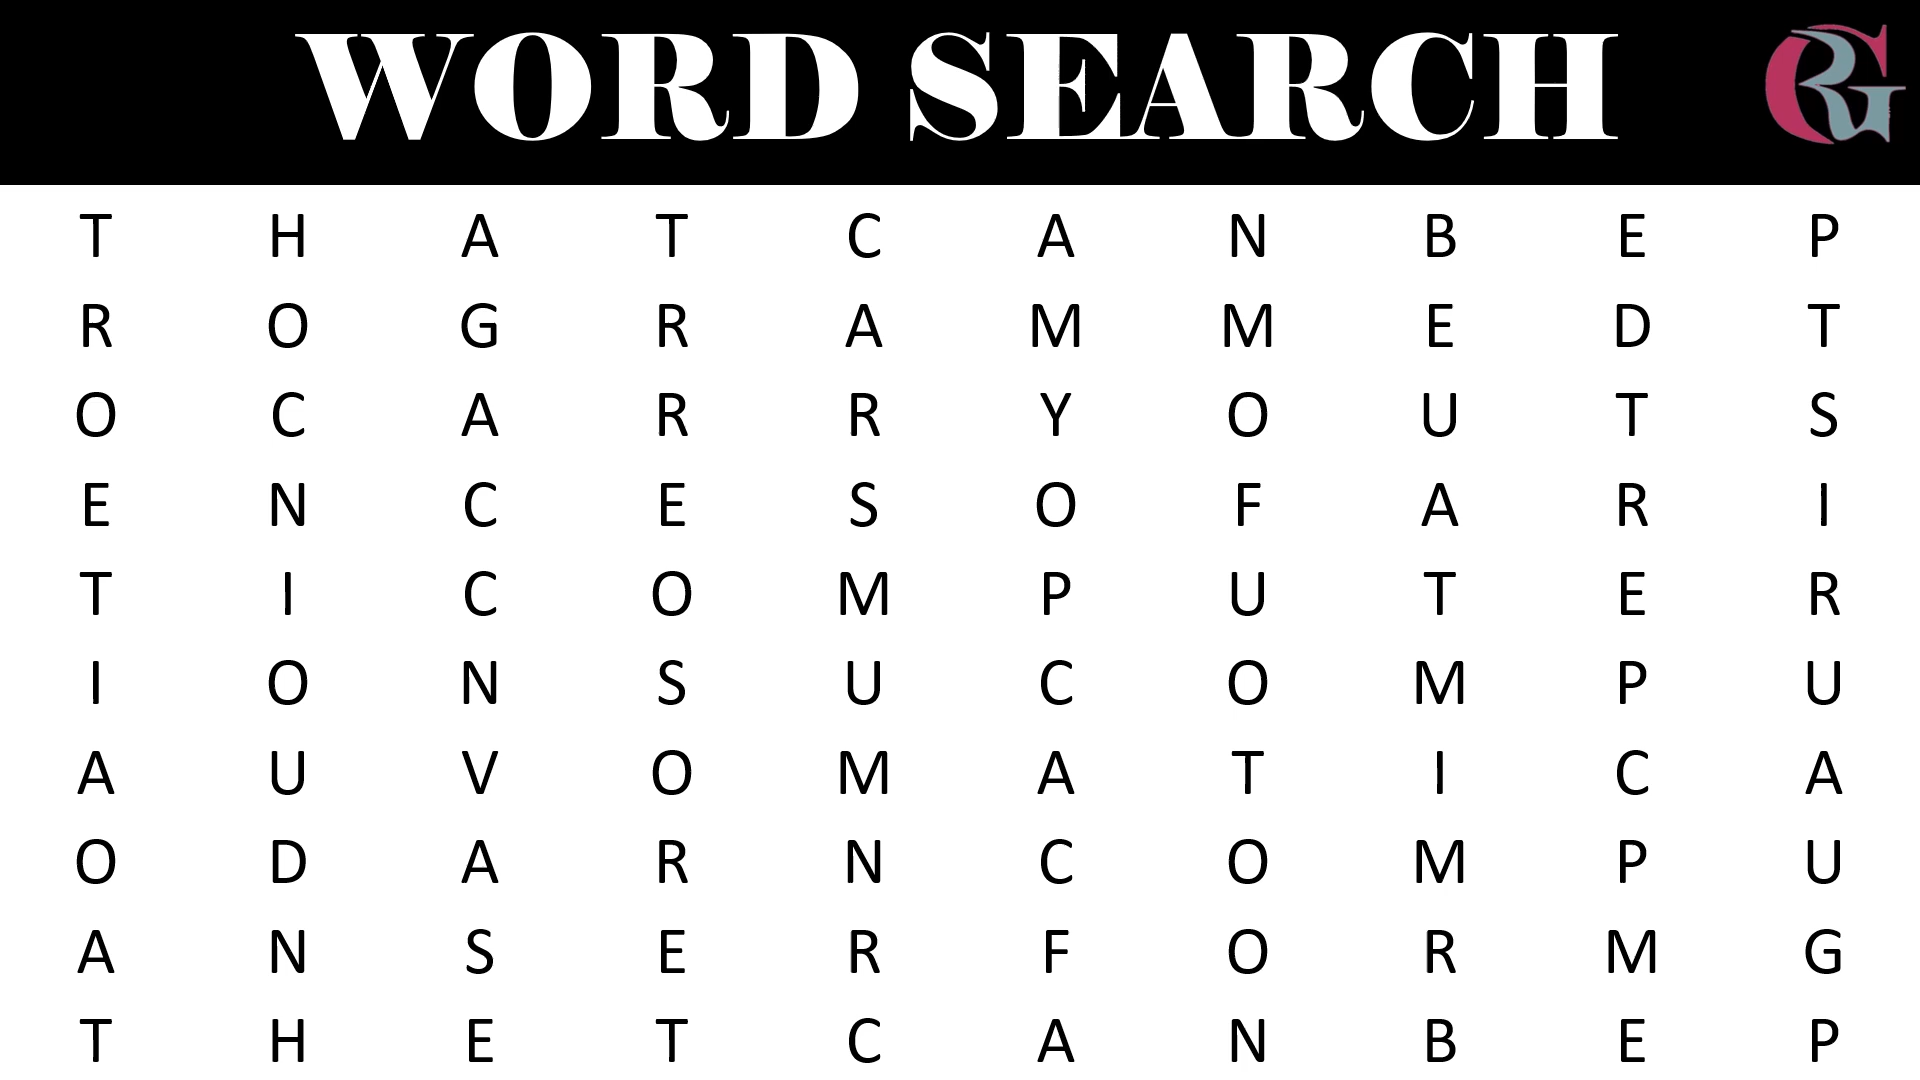 WORD SEARCH
RG
T H A T C A N B E P
R O G R A M M E D T
O C A R R Y O U T S
E N C E S O F A R I
T I C O M P U T E R
I O N S U C O M P U
A U V O M A T I C A
O D A R N C O M P U
A N S E R F O R M G
T H E T C A N B E P